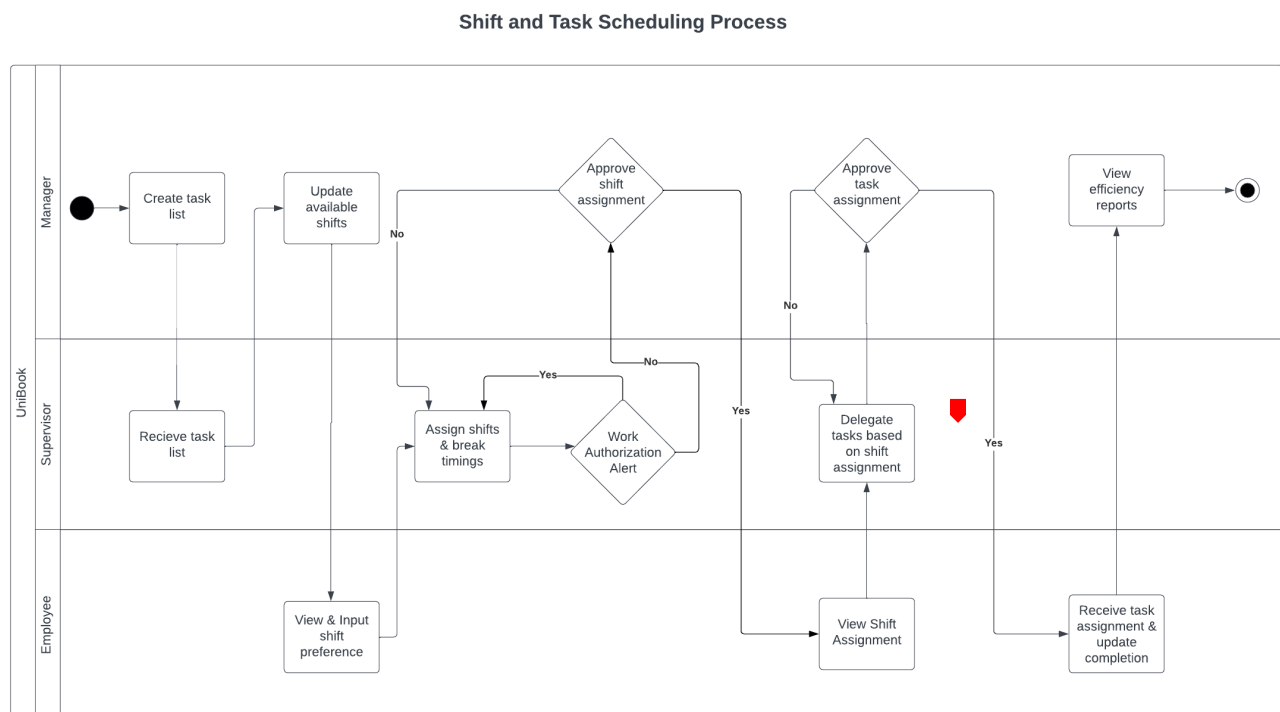 Shift and Task Scheduling Process
UniBook
Manager
Create task
list
Update
available
shifts
Approve
shift
assignment
Approve
task
assignment
View
efficiency
reports
No
No
Supervisor
Recieve task
list
Assign shifts
& break
timings
Yes
No
Work
Authorization
Alert
Yes
Delegate
tasks based
on shift
assignment
Yes
Employee
View & Input
shift
preference
View Shift
Assignment
Receive task
assignment &
update
completion